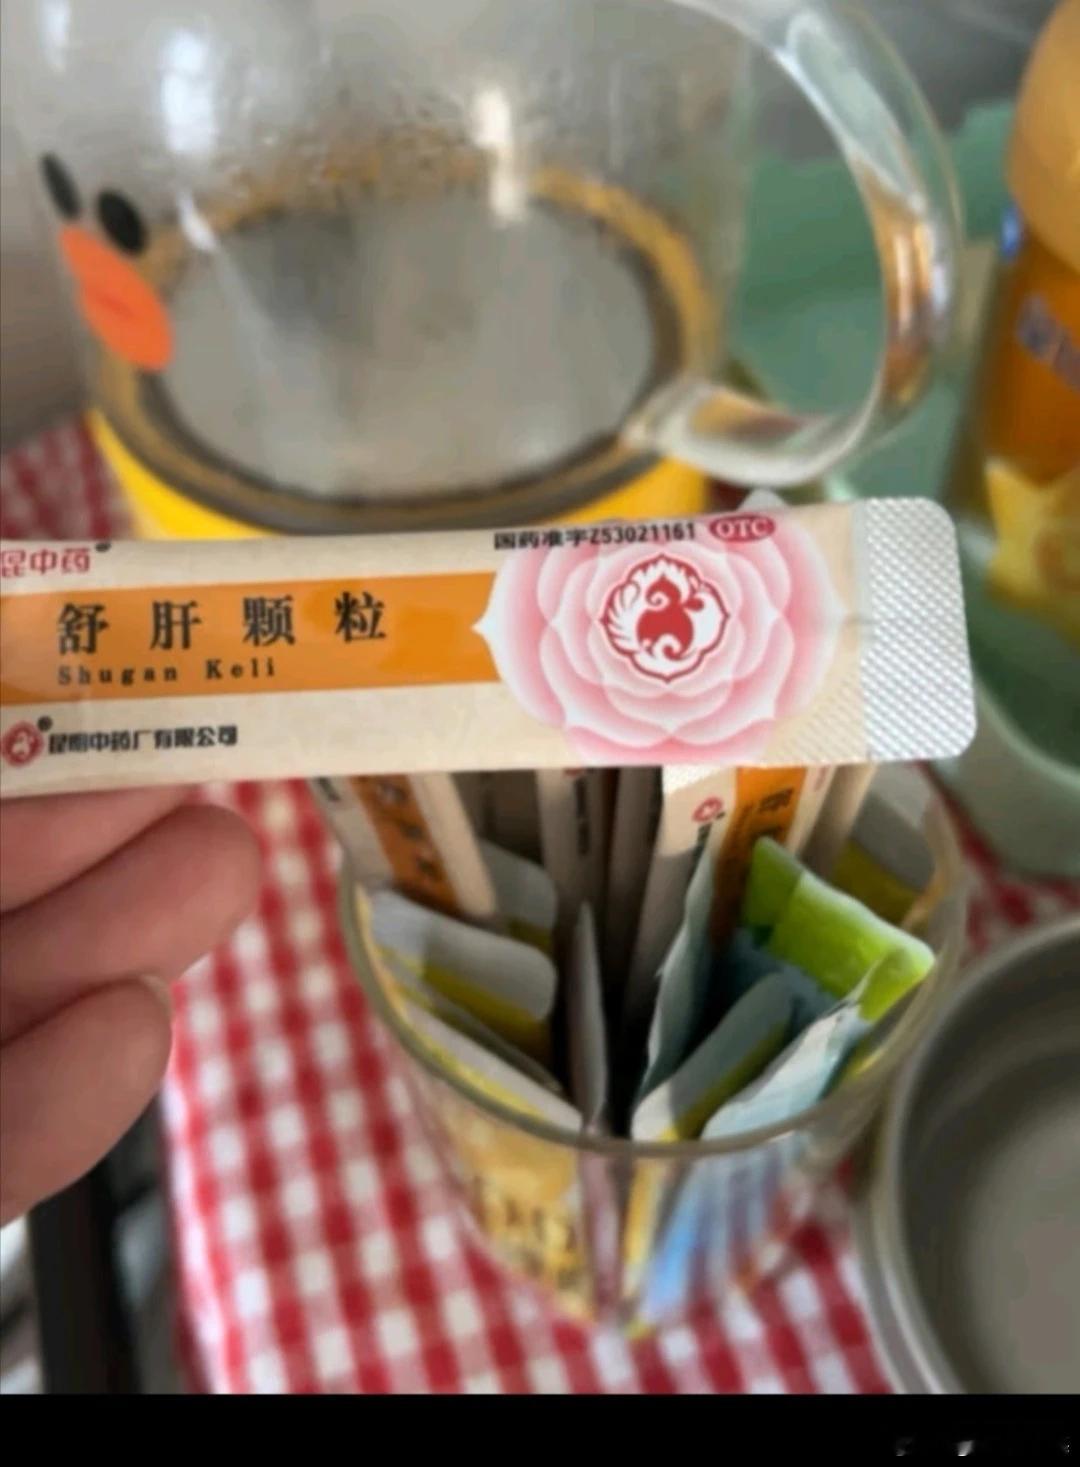 昆中药®
国药准字Z53021161 OTC
舒肝颗粒
Shugan Keli
® 昆明中药厂有限公司